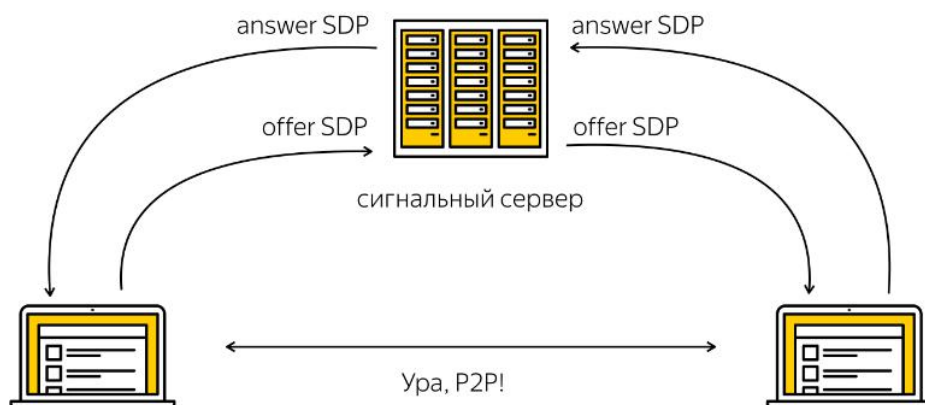 answer SDP
answer SDP
offer SDP
offer SDP
сигнальный сервер
Ура, P2P!